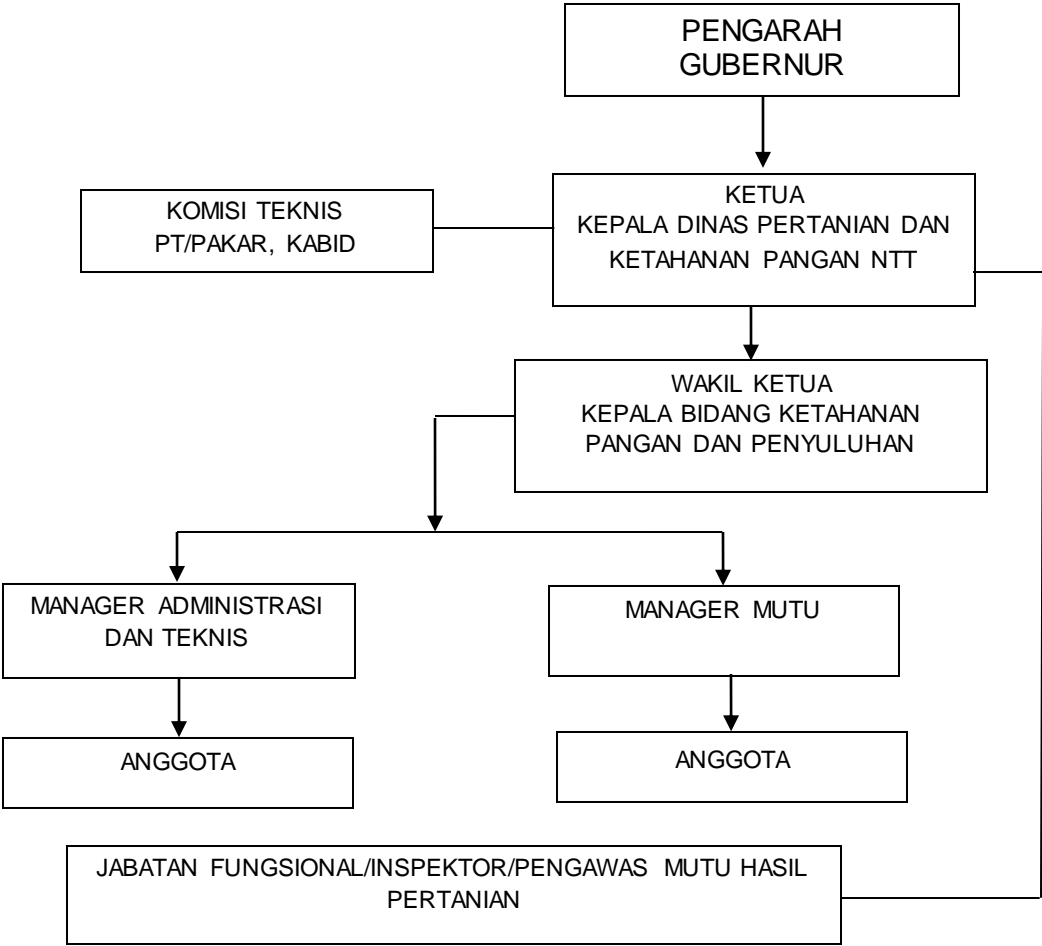 PENGARAH
GUBERNUR
KETUA
KEPALA DINAS PERTANIAN DAN
KETAHANAN PANGAN NTT
KOMISI TEKNIS
PT/PAKAR, KABID
WAKIL KETUA
KEPALA BIDANG KETAHANAN
PANGAN DAN PENYULUHAN
MANAGER ADMINISTRASI
DAN TEKNIS
MANAGER MUTU
ANGGOTA
ANGGOTA
JABATAN FUNGSIONAL/INSPEKTOR/PENGAWAS MUTU HASIL
PERTANIAN